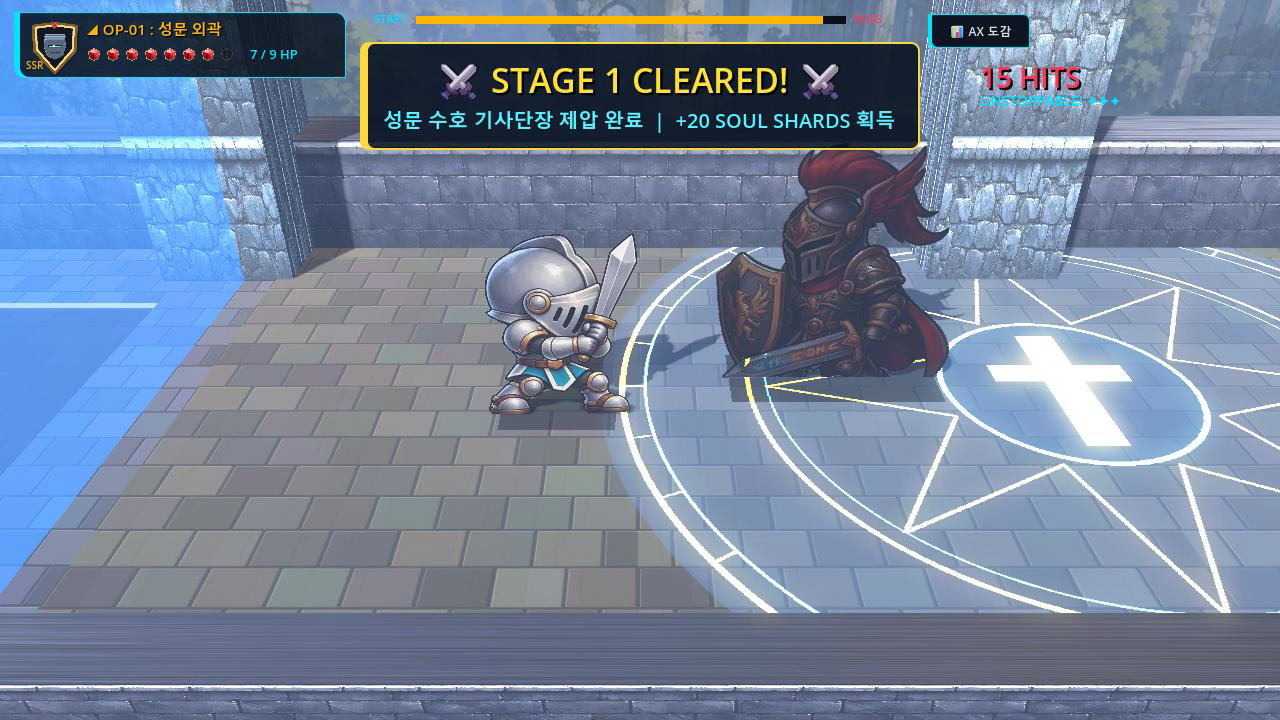 OP-01 : 성문 외곽
7 / 9 HP
SSR
START
BOSS
STAGE 1 CLEARED!
성문 수호 기사단장 제압 완료 | +20 SOUL SHARDS 획득
AX 도감
15 HITS
UNSTOPPABLE!